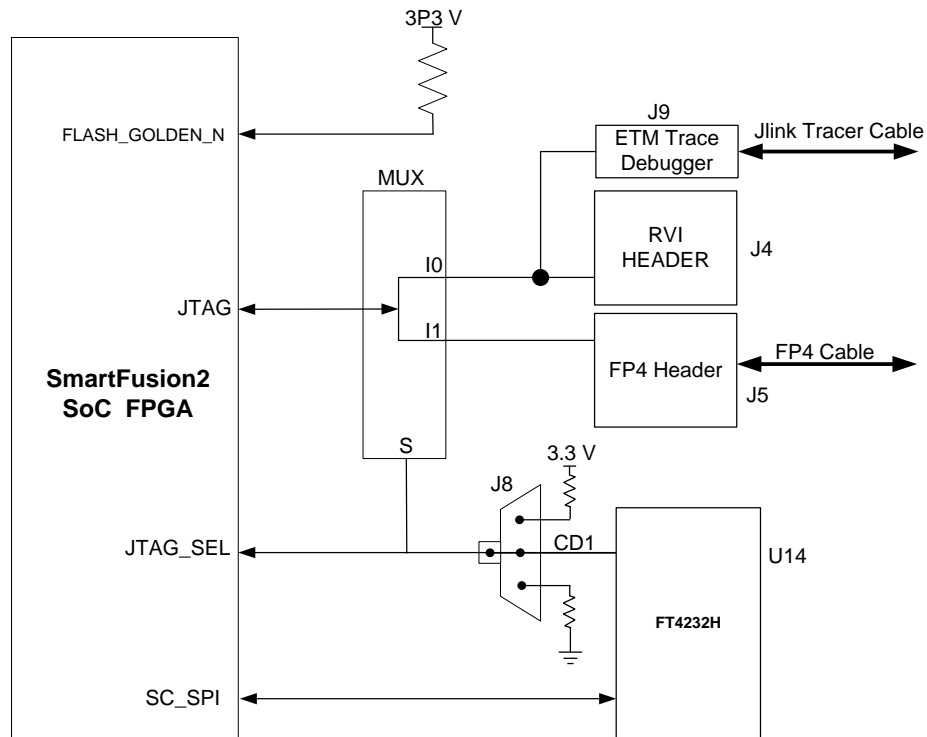 3P3 V
FLASH_GOLDEN_N
J9
ETM Trace
Debugger
Jlink Tracer Cable
MUX
RVI
HEADER
J4
I0
JTAG
I1
FP4 Header
FP4 Cable
J5
SmartFusion2
SoC FPGA
S
3.3 V
J8
JTAG_SEL
CD1
U14
FT4232H
SC_SPI